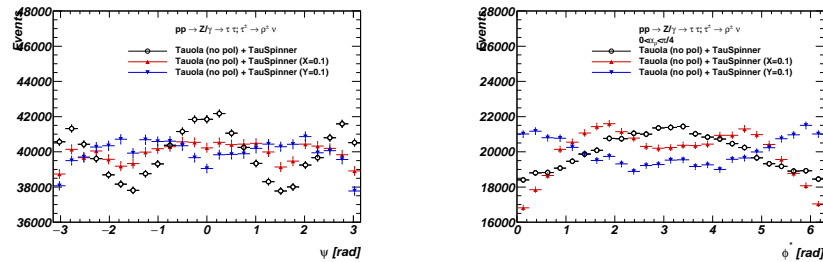 Events
48000
46000
44000
42000
40000
38000
36000
−3 −2 −1 0 1 2 3
ψ [rad]
pp → Z/γ → τ τ; τ± → ρ± ν
Tauola (no pol) + TauSpinner
Tauola (no pol) + TauSpinner (X=0.1)
Tauola (no pol) + TauSpinner (Y=0.1)
Events
28000
26000
24000
22000
20000
18000
16000
0 1 2 3 4 5 6
ϕ* [rad]
pp → Z/γ → τ τ; τ± → ρ± ν
0<αρ<π/4
Tauola (no pol) + TauSpinner
Tauola (no pol) + TauSpinner (X=0.1)
Tauola (no pol) + TauSpinner (Y=0.1)